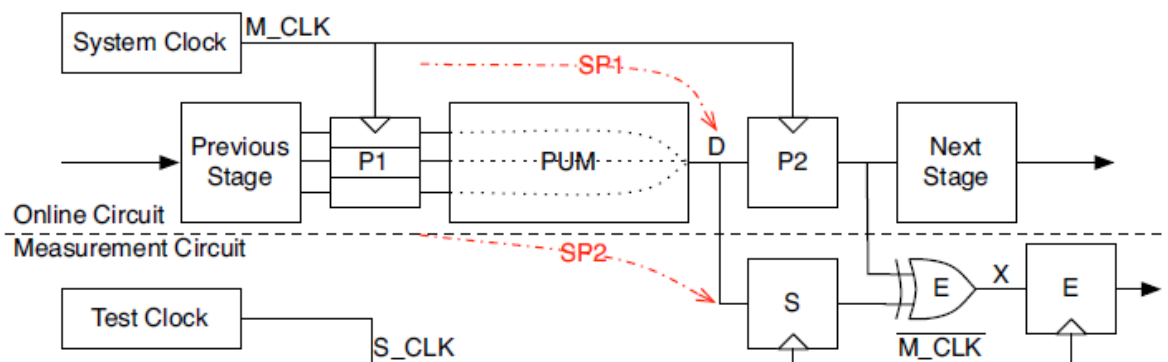 System Clock
M_CLK
SP1
Previous
Stage
P1
PUM
D
P2
Next
Stage
Online Circuit
Measurement Circuit
SP2
Test Clock
S_CLK
S
E
X
E
M_CLK